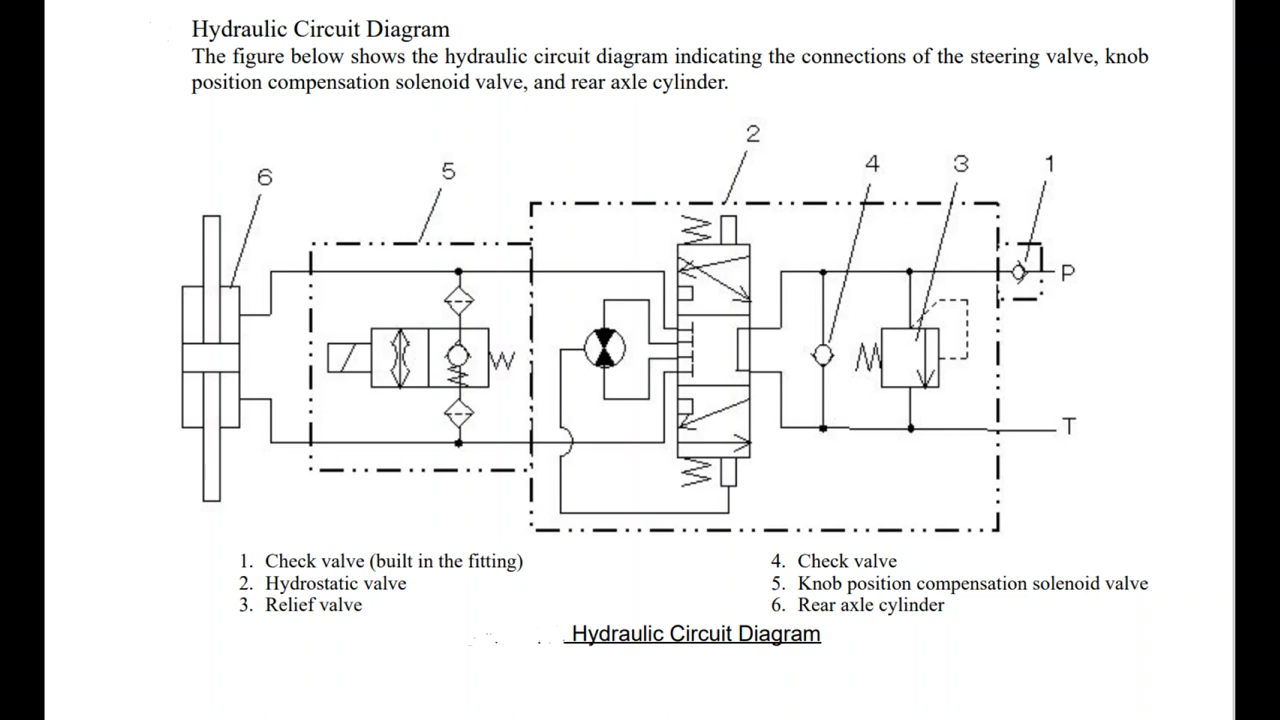 Hydraulic Circuit Diagram
The figure below shows the hydraulic circuit diagram indicating the connections of the steering valve, knob
position compensation solenoid valve, and rear axle cylinder.
2
6
5
4
3
1
P
T
1. Check valve (built in the fitting)
2. Hydrostatic valve
3. Relief valve
4. Check valve
5. Knob position compensation solenoid valve
6. Rear axle cylinder
Hydraulic Circuit Diagram